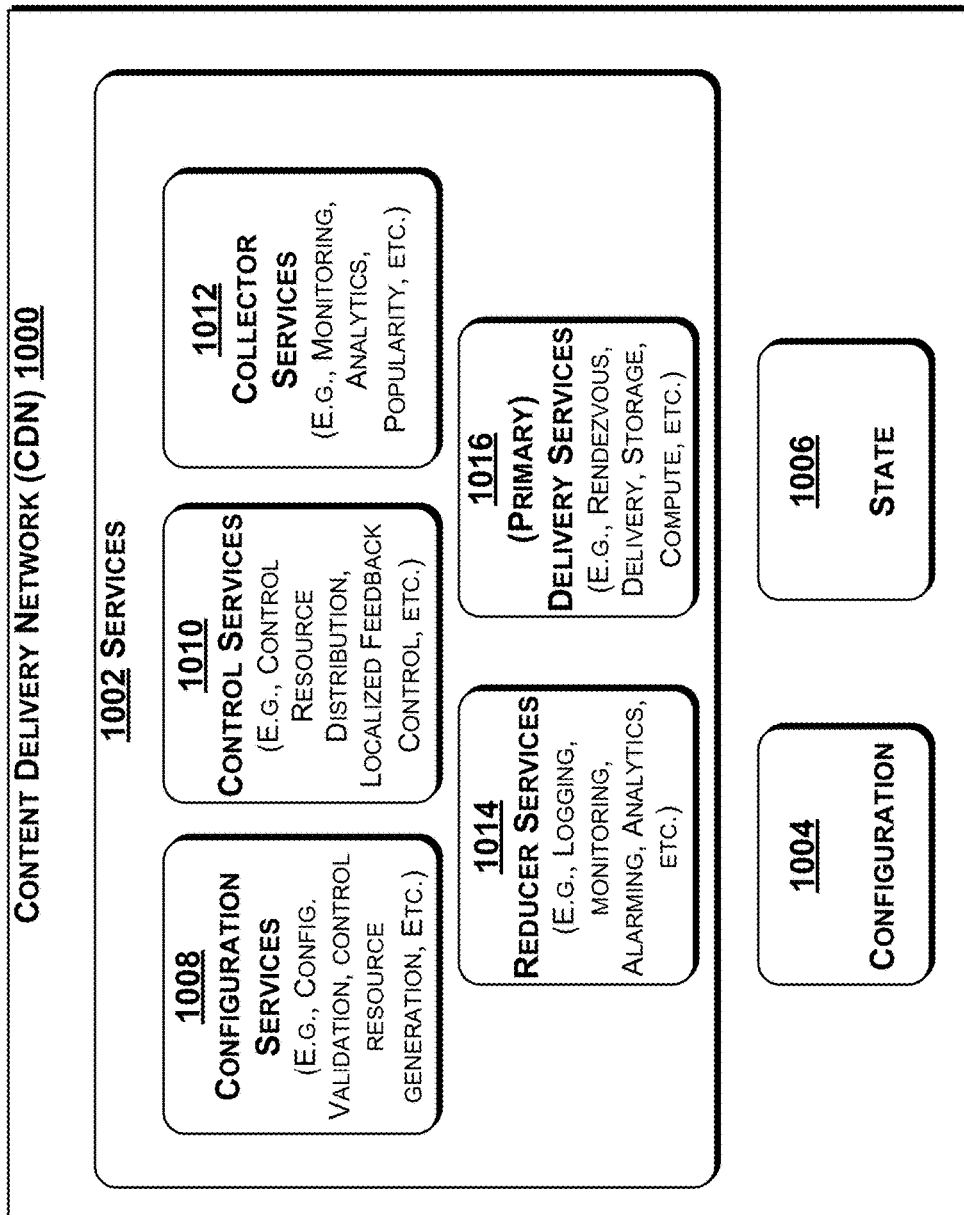 CONTENT DELIVERY NETWORK (CDN) 1000
1002 SERVICES
1008
CONFIGURATION
SERVICES
(E.G., CONFIG.
VALIDATION, CONTROL
RESOURCE
GENERATION, ETC.)
1010
CONTROL SERVICES
(E.G., CONTROL
RESOURCE
DISTRIBUTION,
LOCALIZED FEEDBACK
CONTROL, ETC.)
1012
COLLECTOR
SERVICES
(E.G., MONITORING,
ANALYTICS,
POPULARITY, ETC.)
1014
REDUCER SERVICES
(E.G., LOGGING,
MONITORING,
ALARMING, ANALYTICS,
ETC.)
1016
(PRIMARY)
DELIVERY SERVICES
(E.G., RENDEZVOUS,
DELIVERY, STORAGE,
COMPUTE, ETC.)
1004
CONFIGURATION
1006
STATE